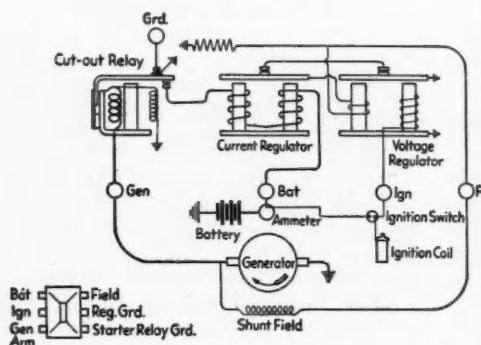 Grd.
Cut-out Relay
Current Regulator
Voltage
Regulator
Gen
Bat
Ign
F
Battery
Ammeter
Ignition Switch
Ignition Coil
Generator
Shunt Field
Bat
Ign
Gen
Arm
Field
Reg. Grd.
Starter Relay Grd.